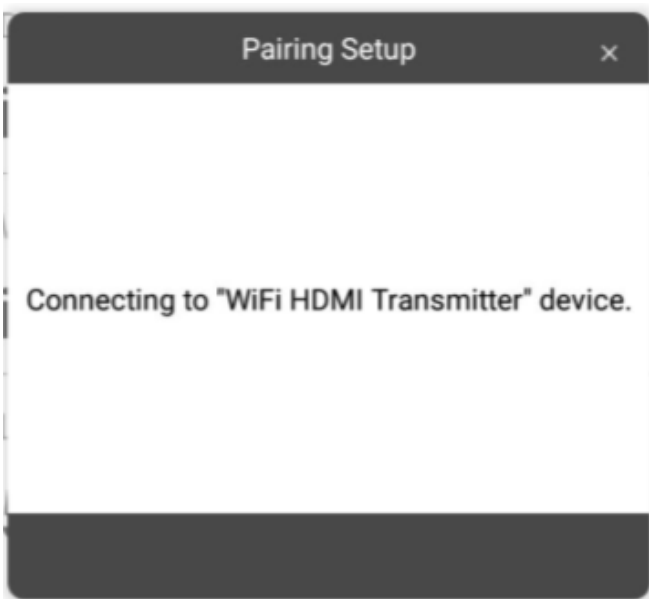 Pairing Setup ×
Connecting to "WiFi HDMI Transmitter" device.